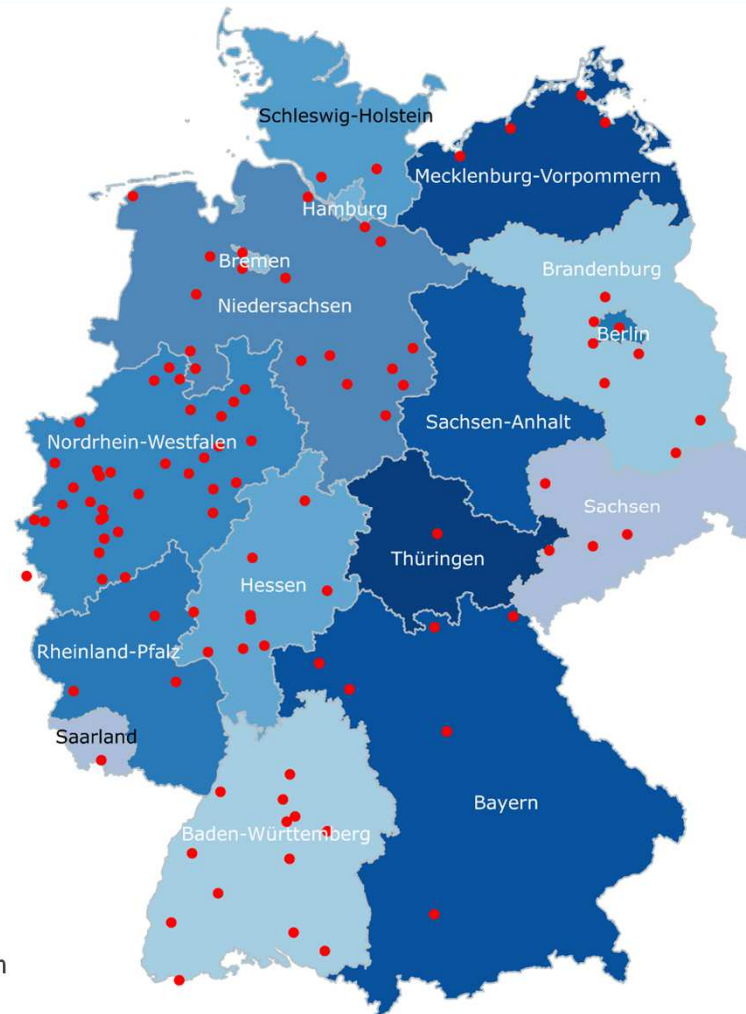 Schleswig-Holstein
Mecklenburg-Vorpommern
Hamburg
Bremen
Brandenburg
Niedersachsen
Berlin
Sachsen-Anhalt
Nordrhein-Westfalen
Sachsen
Thüringen
Hessen
Rheinland-Pfalz
Saarland
Bayern
Baden-Württemberg
n